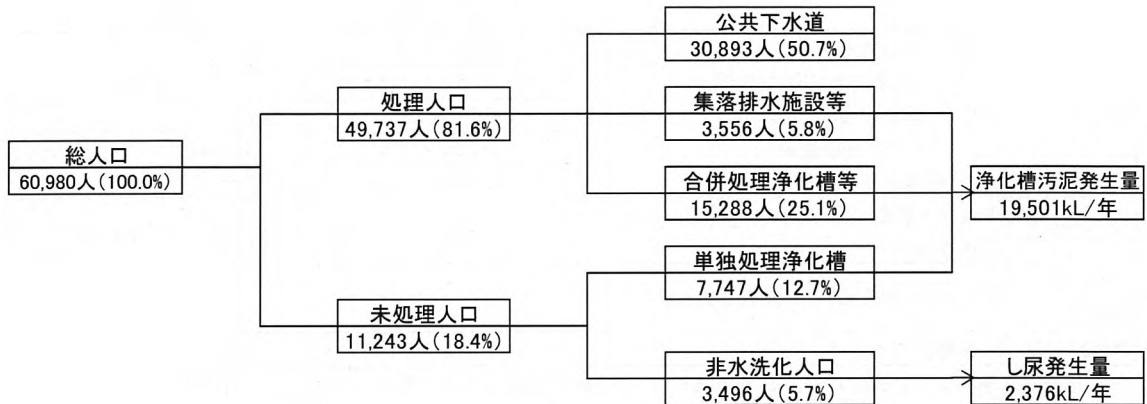 総人口
60,980人(100.0%)
処理人口
49,737人(81.6%)
未処理人口
11,243人(18.4%)
公共下水道
30,893人(50.7%)
集落排水施設等
3,556人(5.8%)
合併処理浄化槽等
15,288人(25.1%)
単独処理浄化槽
7,747人(12.7%)
非水洗化人口
3,496人(5.7%)
浄化槽汚泥発生量
19,501kL/年
し尿発生量
2,376kL/年